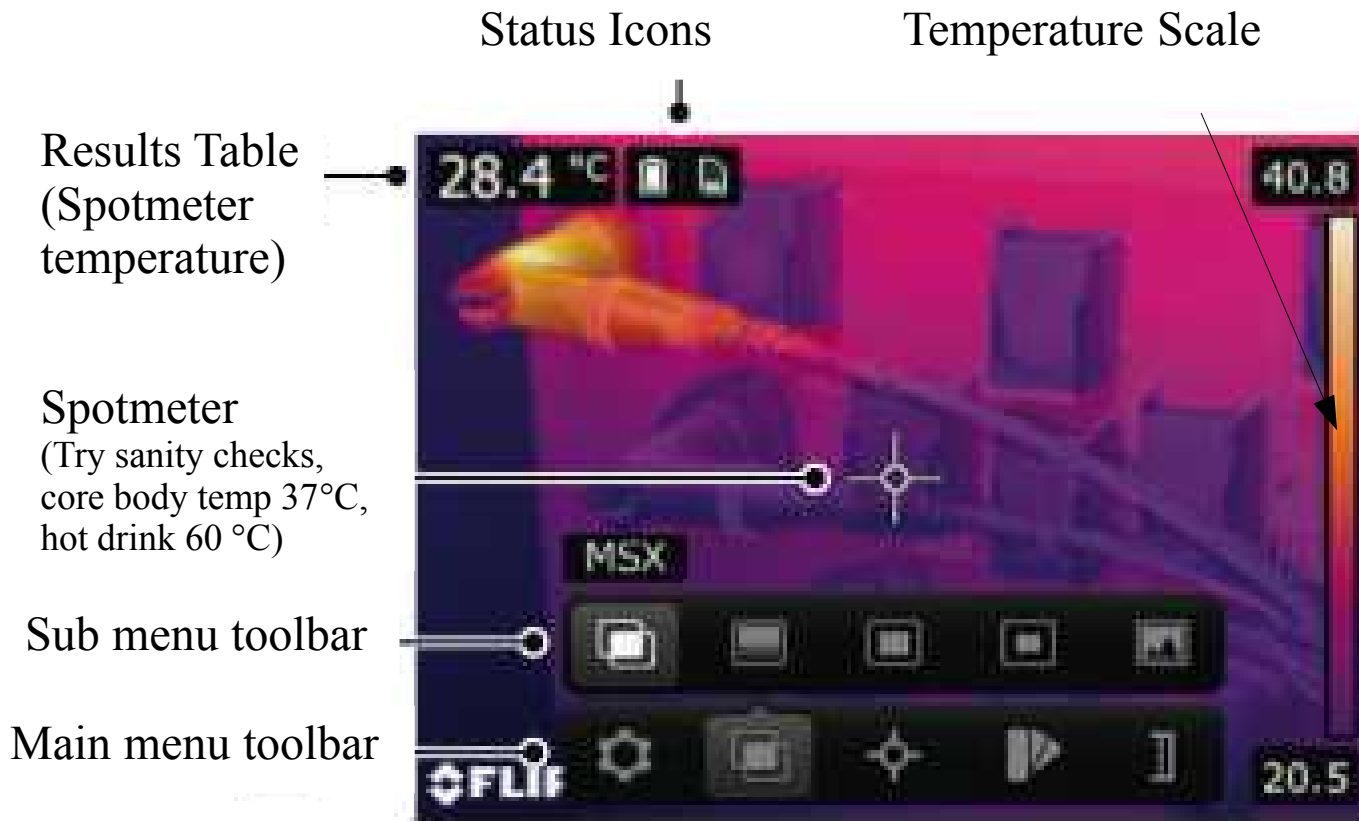 Status Icons
Temperature Scale
Results Table
(Spotmeter
temperature)
28.4 °C
40.8
Spotmeter
(Try sanity checks,
core body temp 37°C,
hot drink 60 °C)
MSX
Sub menu toolbar
Main menu toolbar
FLIR
20.5